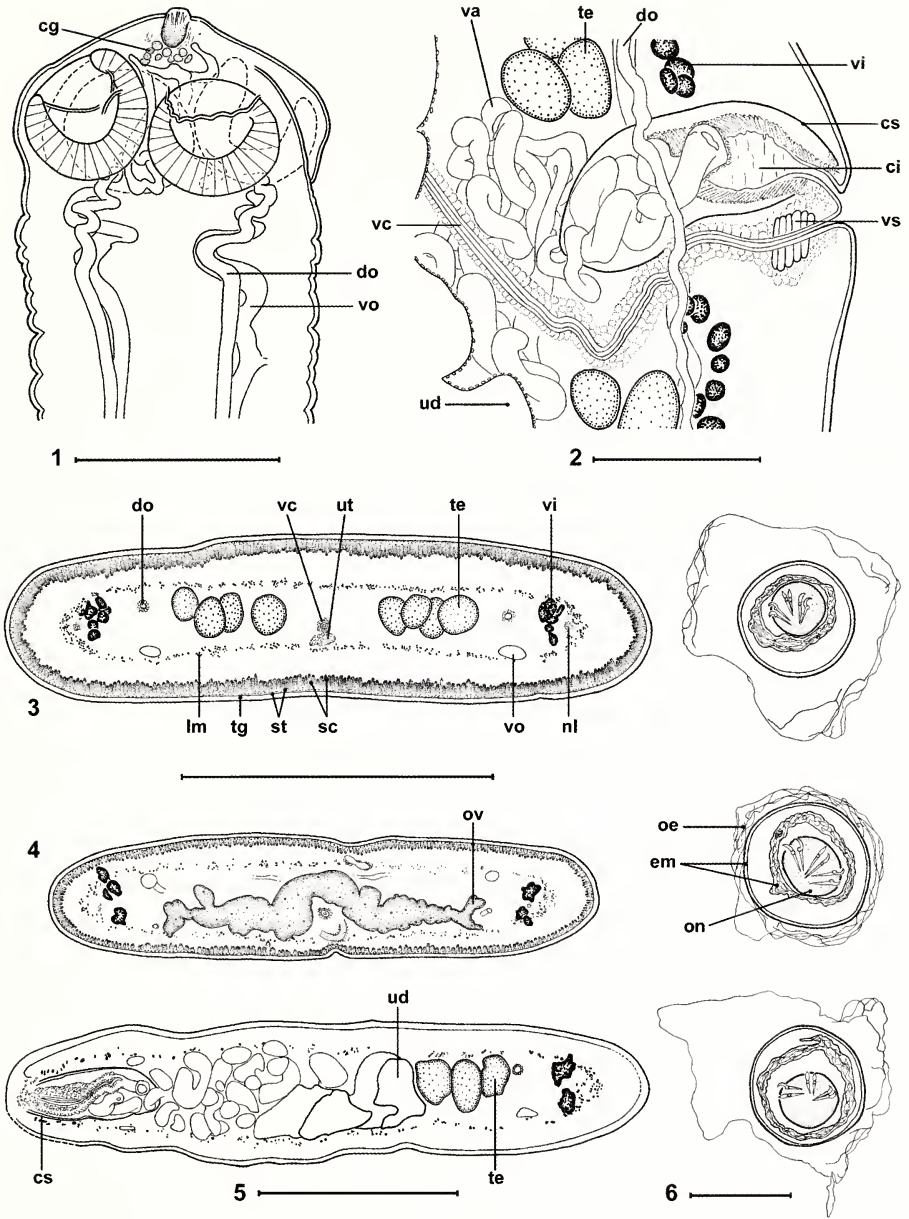 cg
do
vo
1
va te do
vi
cs
ci
vs
vc
ud
2
do vc ut te vi
lm tg st sc vo nl
3
4
ov
oe
em
on
ud
cs te
5
6